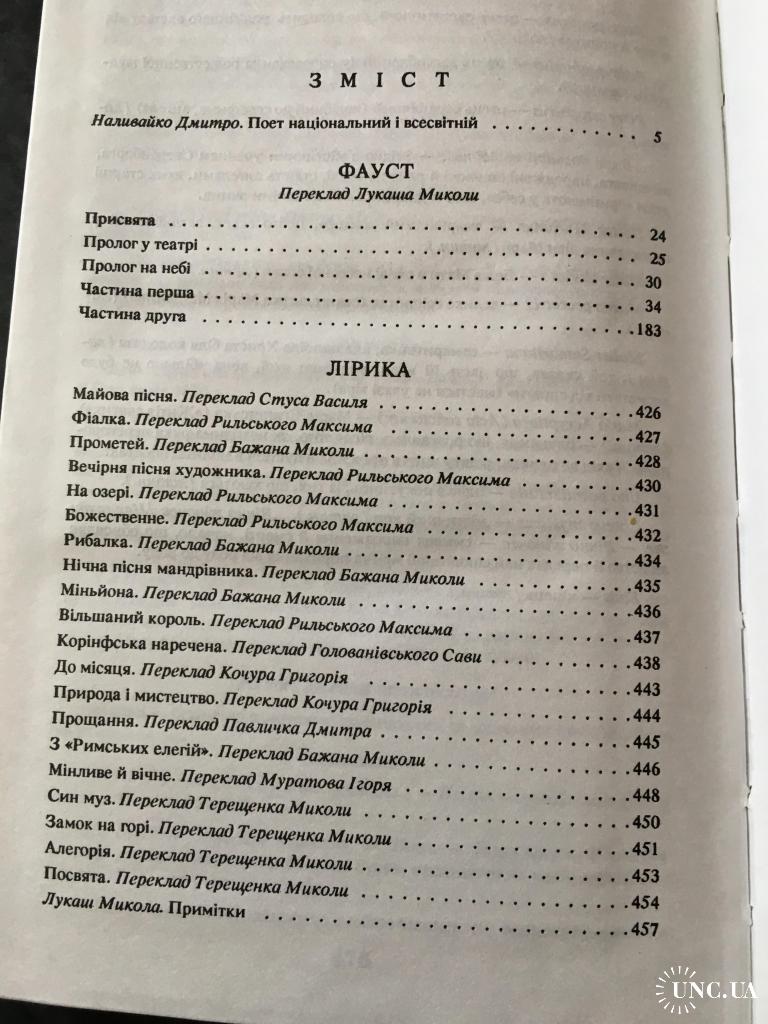 ЗМІСТ
Наливайко Дмитро. Поет національний і всесвітній . . . . . . . . . . . . 5
ФАУСТ
Переклад Лукаша Миколи
Присвята . . . . . . . . . . . . . . . . . . . . . . . . . . . . . . 24
Пролог у театрі . . . . . . . . . . . . . . . . . . . . . . . . . . . . 25
Пролог на небі . . . . . . . . . . . . . . . . . . . . . . . . . . . . 30
Частина перша . . . . . . . . . . . . . . . . . . . . . . . . . . . . 34
Частина друга . . . . . . . . . . . . . . . . . . . . . . . . . . . . 183
ЛІРИКА
Майова пісня. Переклад Стуса Василя . . . . . . . . . . . . . . . . . 426
Фіалка. Переклад Рильського Максима . . . . . . . . . . . . . . . . 427
Прометей. Переклад Бажана Миколи . . . . . . . . . . . . . . . . . 428
Вечірня пісня художника. Переклад Рильського Максима . . . . . . . . 430
На озері. Переклад Рильського Максима . . . . . . . . . . . . . . . 431
Божественне. Переклад Рильського Максима . . . . . . . . . . . . . 432
Рибалка. Переклад Бажана Миколи . . . . . . . . . . . . . . . . . 434
Нічна пісня мандрівника. Переклад Бажана Миколи . . . . . . . . . . 435
Міньйона. Переклад Бажана Миколи . . . . . . . . . . . . . . . . . 436
Вільшаний король. Переклад Рильського Максима . . . . . . . . . . . 437
Корінфська наречена. Переклад Голованівського Сави . . . . . . . . . 438
До місяця. Переклад Кочура Григорія . . . . . . . . . . . . . . . . 443
Природа і мистецтво. Переклад Кочура Григорія . . . . . . . . . . . 444
Прощання. Переклад Павличка Дмитра . . . . . . . . . . . . . . . . 445
З «Римських елегій». Переклад Бажана Миколи . . . . . . . . . . . . 446
Мінливе й вічне. Переклад Муратова Ігоря . . . . . . . . . . . . . . 448
Син муз. Переклад Терещенка Миколи . . . . . . . . . . . . . . . . 450
Замок на горі. Переклад Терещенка Миколи . . . . . . . . . . . . . 451
Алегорія. Переклад Терещенка Миколи . . . . . . . . . . . . . . . . 453
Посвята. Переклад Терещенка Миколи . . . . . . . . . . . . . . . . 454
Лукаш Микола. Примітки . . . . . . . . . . . . . . . . . . . . . . 457
UNC.UA